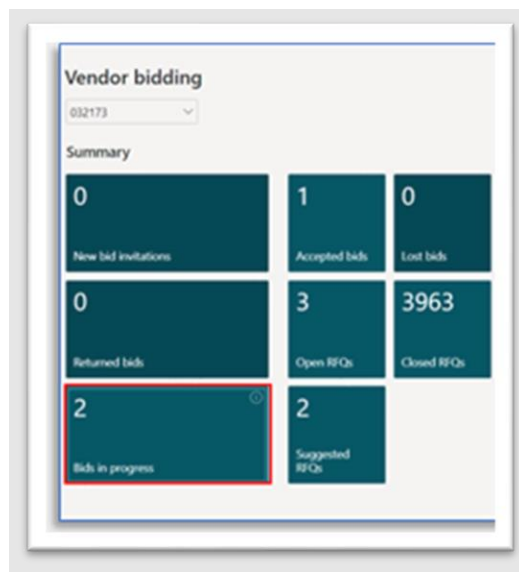 Vendor bidding
032173
Summary
0
New bid invitations
1
Accepted bids
0
Lost bids
0
Returned bids
3
Open RFQs
3963
Closed RFQs
2
Bids in progress
2
Suggested
RFQs